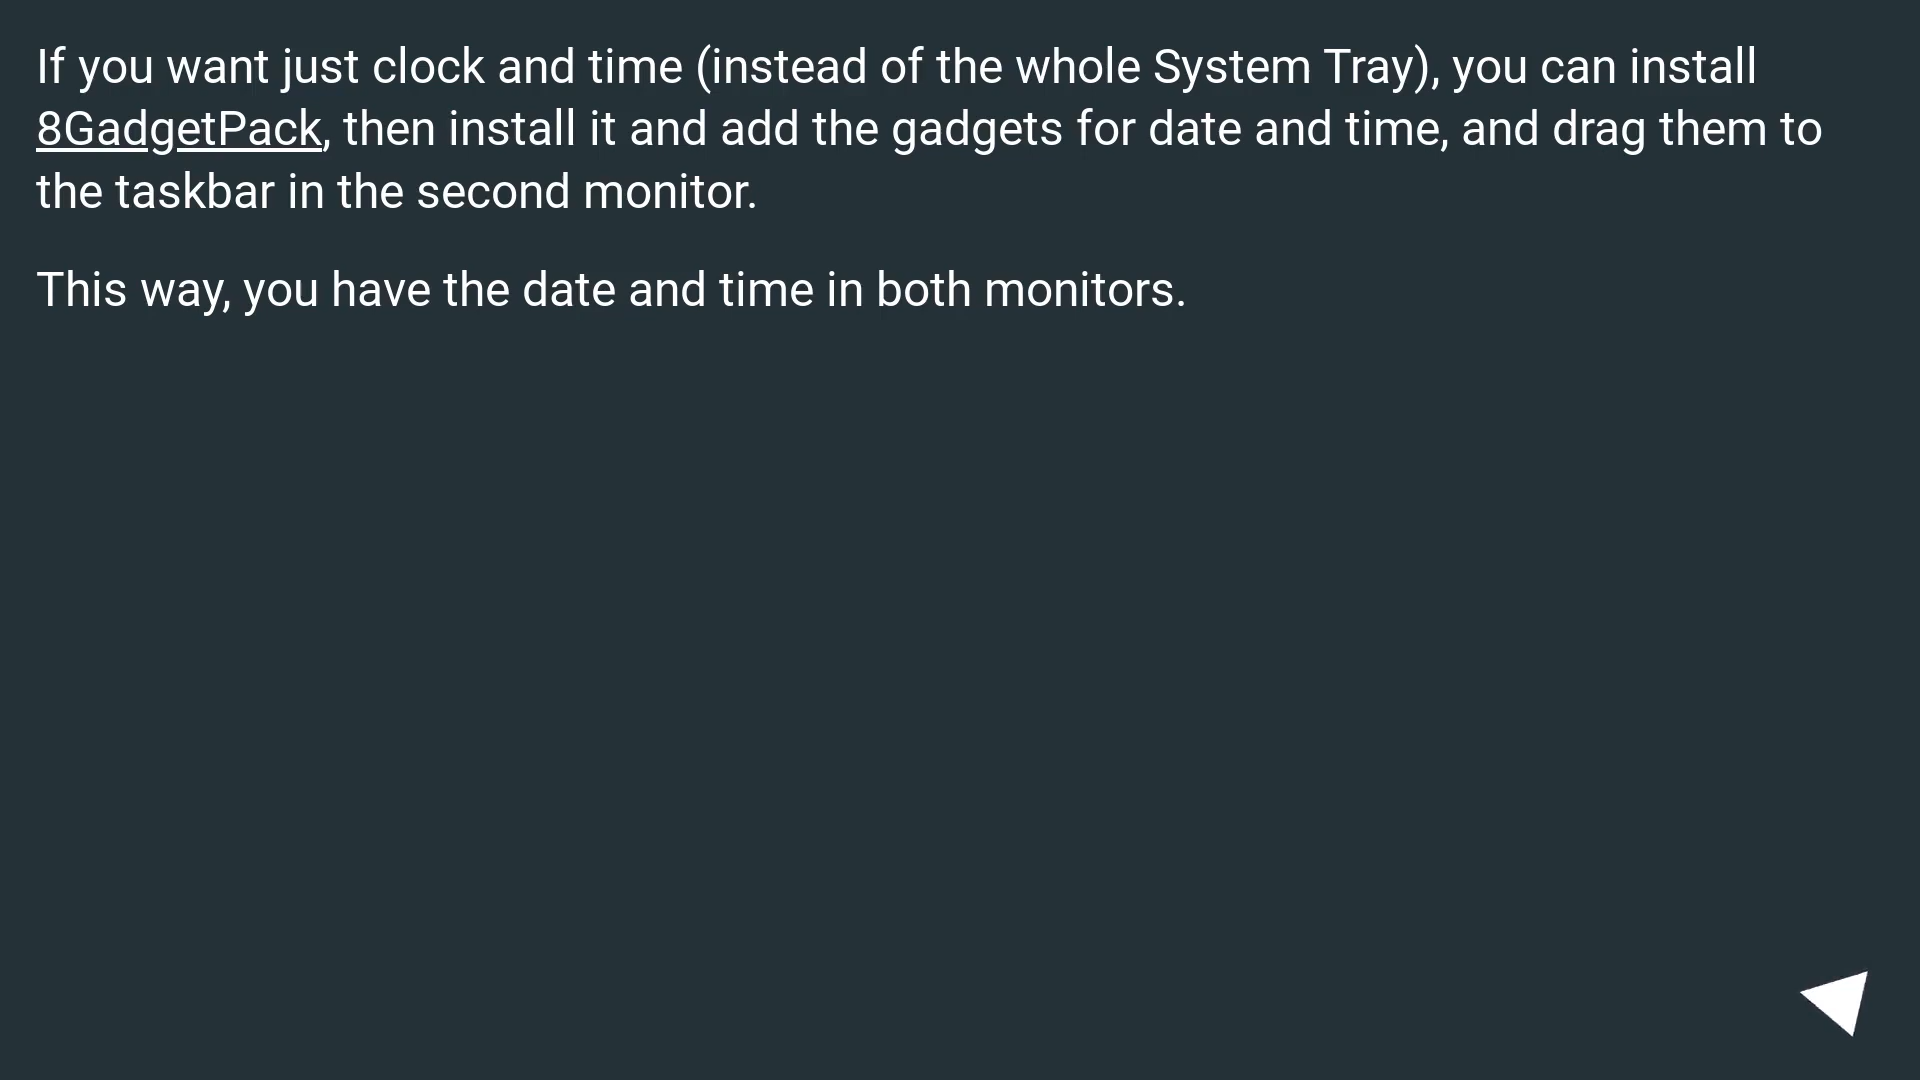 If you want just clock and time (instead of the whole System Tray), you can install
8GadgetPack, then install it and add the gadgets for date and time, and drag them to
the taskbar in the second monitor.
This way, you have the date and time in both monitors.